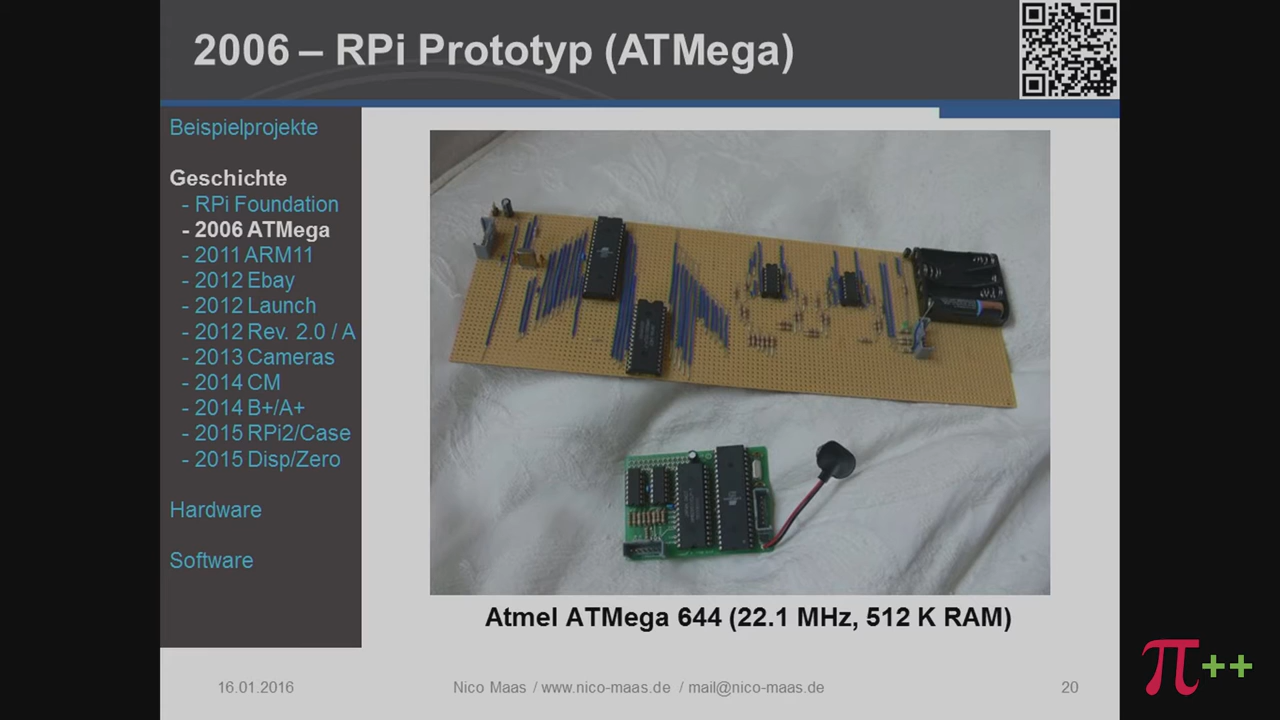 2006 – RPi Prototyp (ATMega)
Beispielprojekte
Geschichte
- RPi Foundation
- 2006 ATMega
- 2011 ARM11
- 2012 Ebay
- 2012 Launch
- 2012 Rev. 2.0 / A
- 2013 Cameras
- 2014 CM
- 2014 B+/A+
- 2015 RPi2/Case
- 2015 Disp/Zero
Hardware
Software
Atmel ATMega 644 (22.1 MHz, 512 K RAM)
16.01.2016
Nico Maas / www.nico-maas.de / mail@nico-maas.de
20
π++